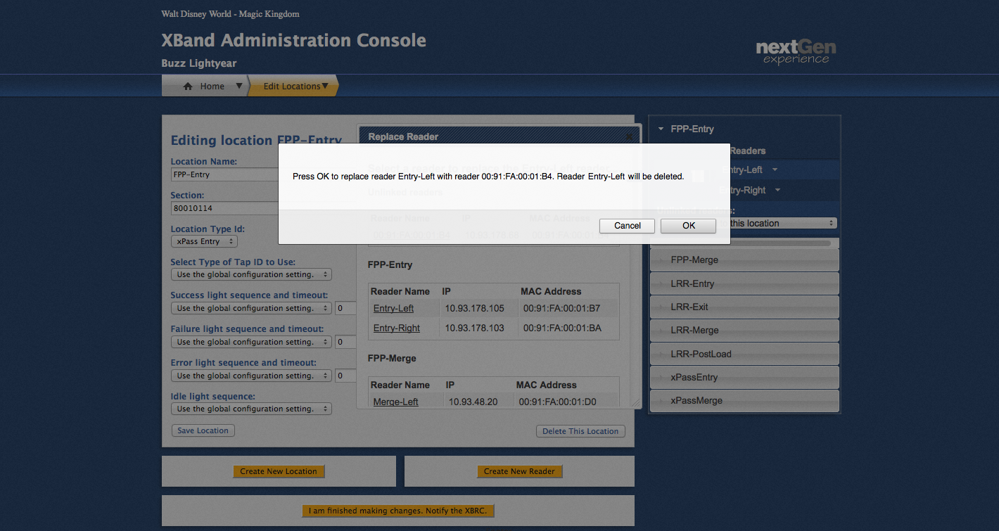 Walt Disney World - Magic Kingdom
XBand Administration Console
Buzz Lightyear
nextGen
experience
Home
Edit Locations
Editing location FPP-Entry
Location Name:
FPP-Entry
Section:
80010114
Location Type Id:
xPass Entry
Select Type of Tap ID to Use:
Use the global configuration setting.
Success light sequence and timeout:
Use the global configuration setting. 0
Failure light sequence and timeout:
Use the global configuration setting. 0
Error light sequence and timeout:
Use the global configuration setting. 0
Idle light sequence:
Use the global configuration setting.
Save Location
Delete This Location
Replace Reader
Press OK to replace reader Entry-Left with reader 00:91:FA:00:01:B4. Reader Entry-Left will be deleted.
Unlinked readers
Reader Name IP MAC Address
Cancel OK
FPP-Entry
Reader Name IP MAC Address
Entry-Left 10.93.178.105 00:91:FA:00:01:B7
Entry-Right 10.93.178.103 00:91:FA:00:01:BA
FPP-Merge
Reader Name IP MAC Address
Merge-Left 10.93.48.20 00:91:FA:00:01:D0
FPP-Entry
Readers
Entry-Left
Entry-Right
this location
FPP-Merge
LRR-Entry
LRR-Exit
LRR-Merge
LRR-PostLoad
xPassEntry
xPassMerge
Create New Location
Create New Reader
I am finished making changes. Notify the XBRC.